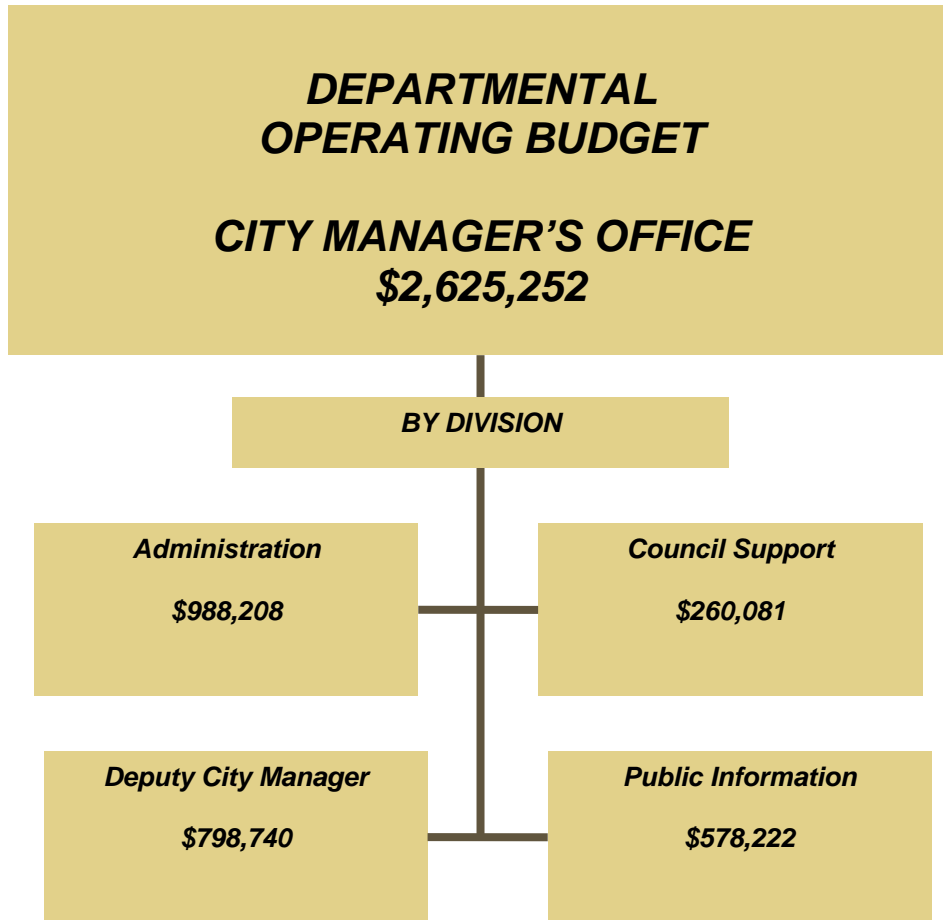 DEPARTMENTAL
OPERATING BUDGET
CITY MANAGER’S OFFICE
$2,625,252
BY DIVISION
Administration
$988,208
Council Support
$260,081
Deputy City Manager
$798,740
Public Information
$578,222